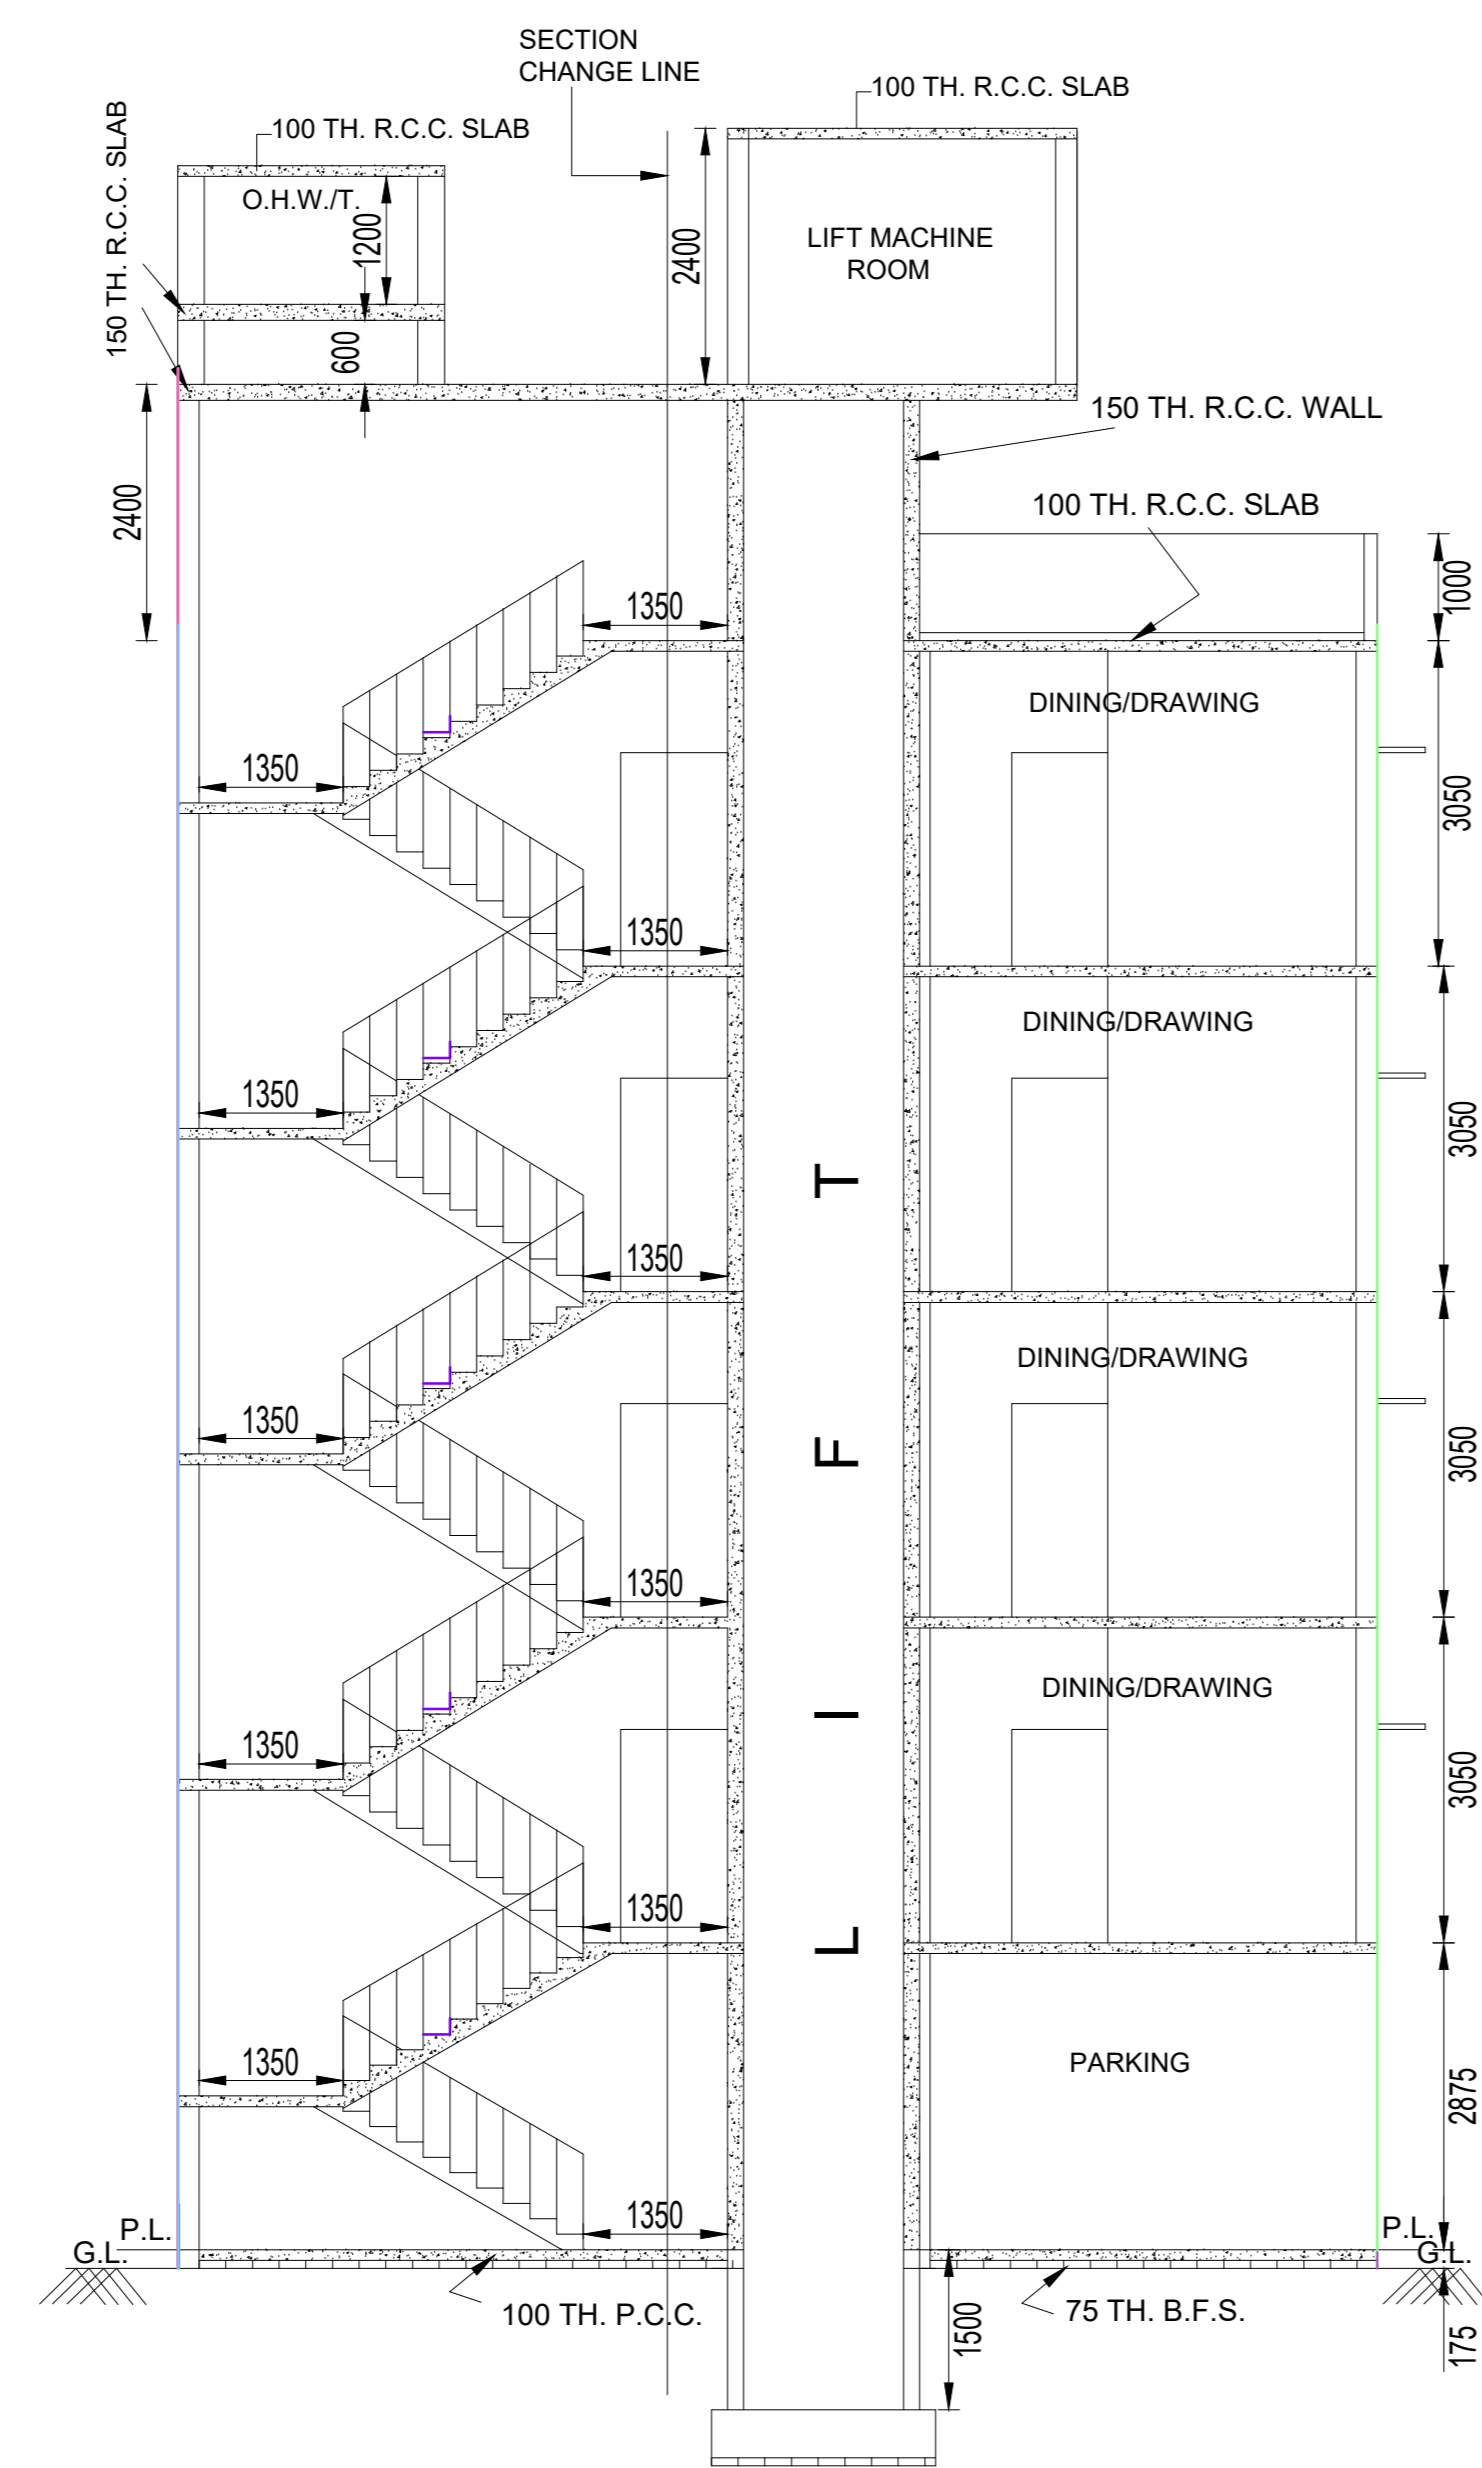 SECTION
CHANGE LINE
100 TH. R.C.C. SLAB
100 TH. R.C.C. SLAB
150 TH. R.C.C. SLAB
O.H.W./T.
1200
2400
LIFT MACHINE
ROOM
600
150 TH. R.C.C. WALL
2400
100 TH. R.C.C. SLAB
1000
1350
DINING/DRAWING
1350
3050
1350
DINING/DRAWING
1350
3050
1350
DINING/DRAWING
1350
3050
1350
DINING/DRAWING
1350
3050
1350
LIFT
PARKING
1350
2875
1350
P.L.
G.L.
P.L.
G.L.
100 TH. P.C.C.
1500
75 TH. B.F.S.
175